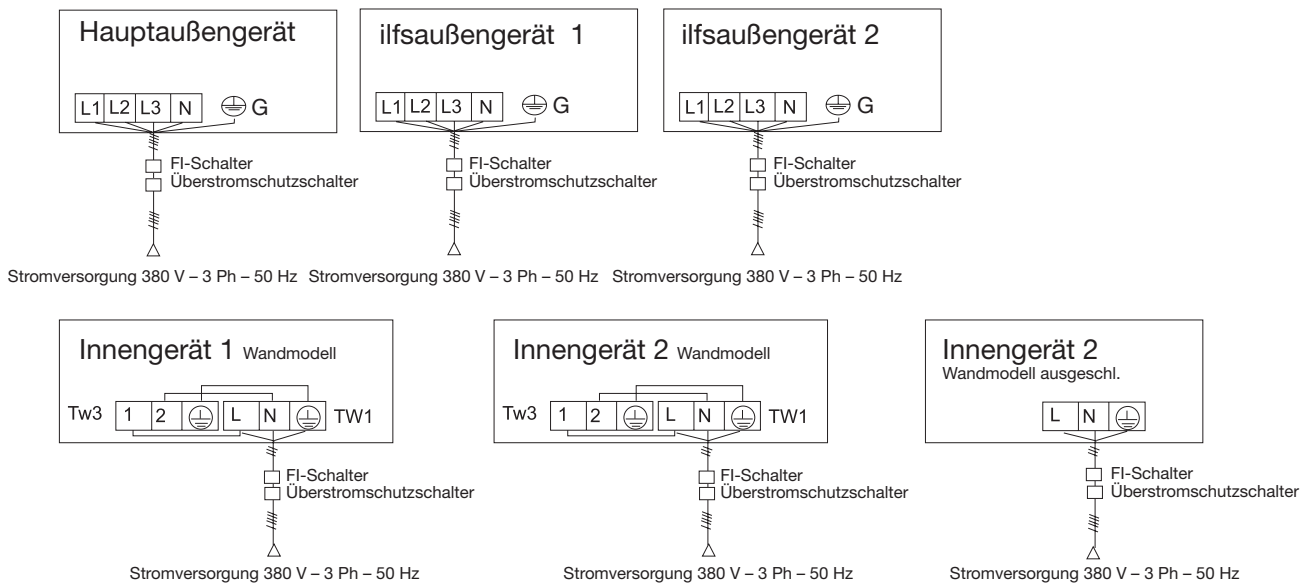 Hauptaußengerät
ilfsaußengerät 1
ilfsaußengerät 2
L1 L2 L3 N G
L1 L2 L3 N G
L1 L2 L3 N G
FI-Schalter
Überstromschutzschalter
FI-Schalter
Überstromschutzschalter
FI-Schalter
Überstromschutzschalter
Stromversorgung 380 V – 3 Ph – 50 Hz
Stromversorgung 380 V – 3 Ph – 50 Hz
Stromversorgung 380 V – 3 Ph – 50 Hz
Innengerät 1 Wandmodell
Tw3 1 2 L N TW1
FI-Schalter
Überstromschutzschalter
Stromversorgung 380 V – 3 Ph – 50 Hz
Innengerät 2 Wandmodell
Tw3 1 2 L N TW1
FI-Schalter
Überstromschutzschalter
Stromversorgung 380 V – 3 Ph – 50 Hz
Innengerät 2
Wandmodell ausgeschl.
L N
FI-Schalter
Überstromschutzschalter
Stromversorgung 380 V – 3 Ph – 50 Hz